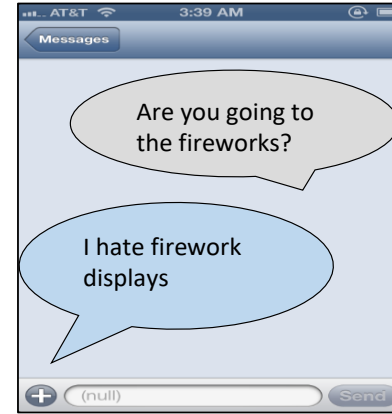 AT&T 3:39 AM
Messages
Are you going to
the fireworks?
I hate firework
displays
(null)
Send